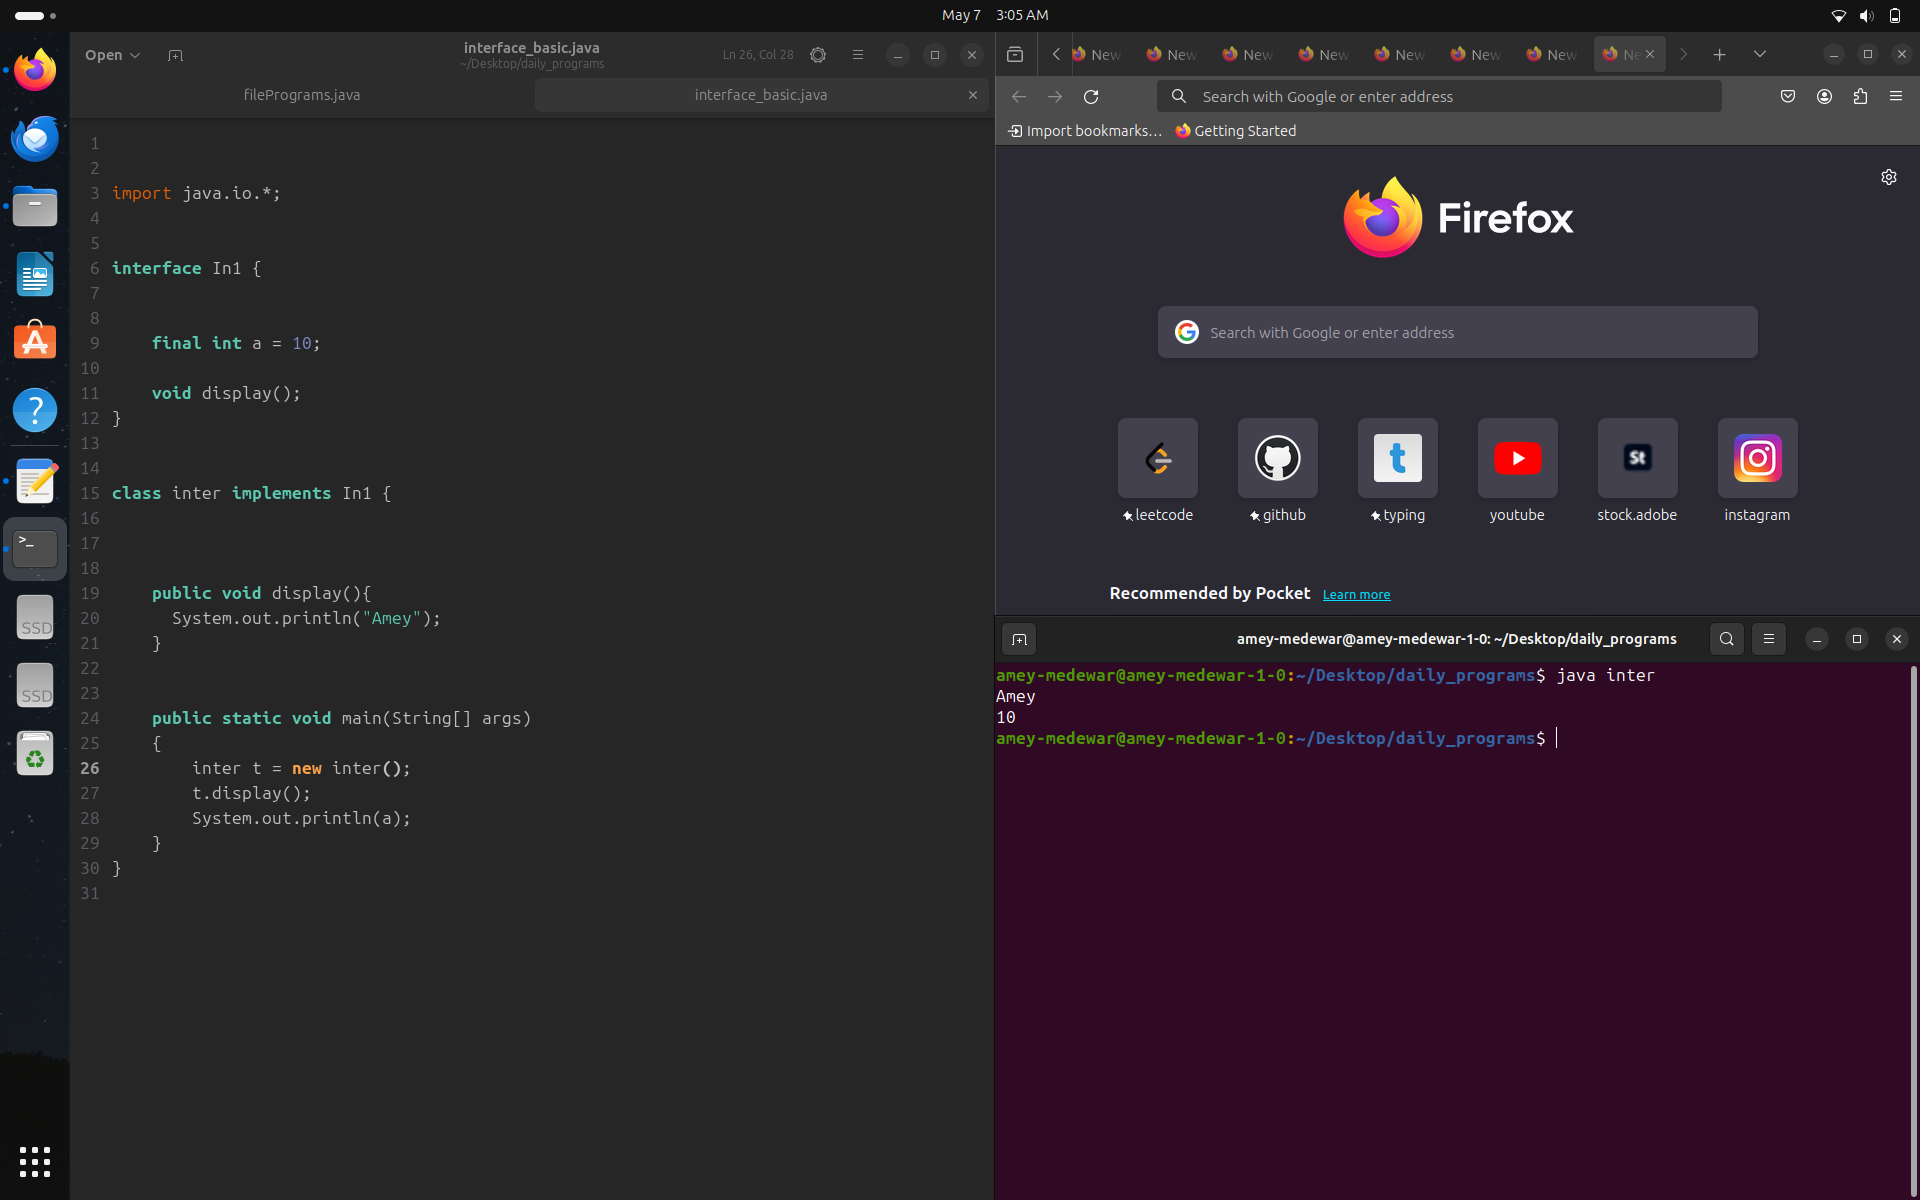 May 7 3:05 AM
Open
interface_basic.java
~/Desktop/daily_programs
Ln 26, Col 28
filePrograms.java
interface_basic.java
1
2
3 import java.io.*;
4
5
6 interface In1 {
7
8
9 final int a = 10;
10
11 void display();
12 }
13
14
15 class inter implements In1 {
16
17
18
19 public void display(){
20 System.out.println("Amey");
21 }
22
23
24 public static void main(String[] args)
25 {
26 inter t = new inter();
27 t.display();
28 System.out.println(a);
29 }
30 }
31
SSD
SSD
New New New New New New New Ne
Search with Google or enter address
Import bookmarks… Getting Started
Firefox
Search with Google or enter address
St
leetcode github typing youtube stock.adobe instagram
Recommended by Pocket Learn more
amey-medewar@amey-medewar-1-0: ~/Desktop/daily_programs
amey-medewar@amey-medewar-1-0:~/Desktop/daily_programs$ java inter
Amey
10
amey-medewar@amey-medewar-1-0:~/Desktop/daily_programs$